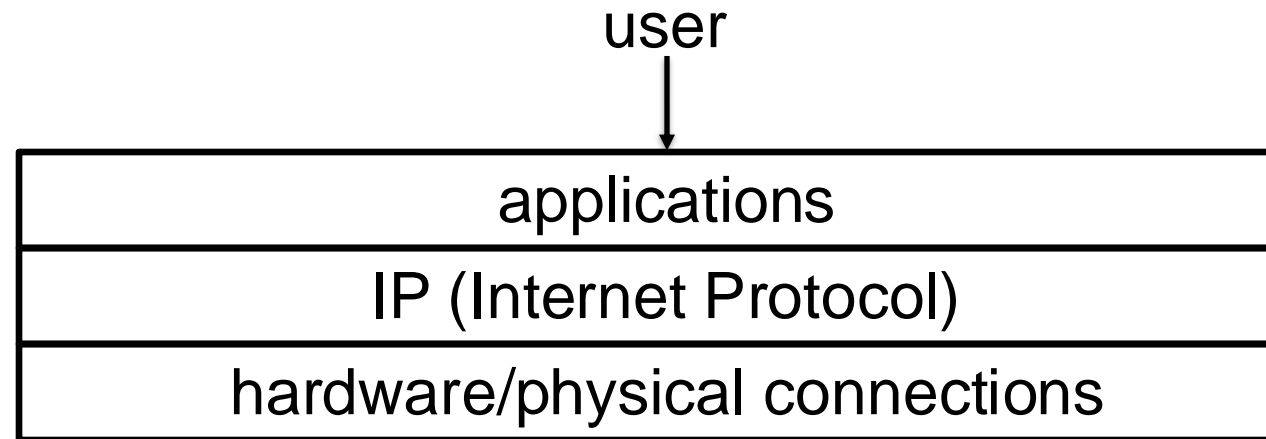 user
applications
IP (Internet Protocol)
hardware/physical connections